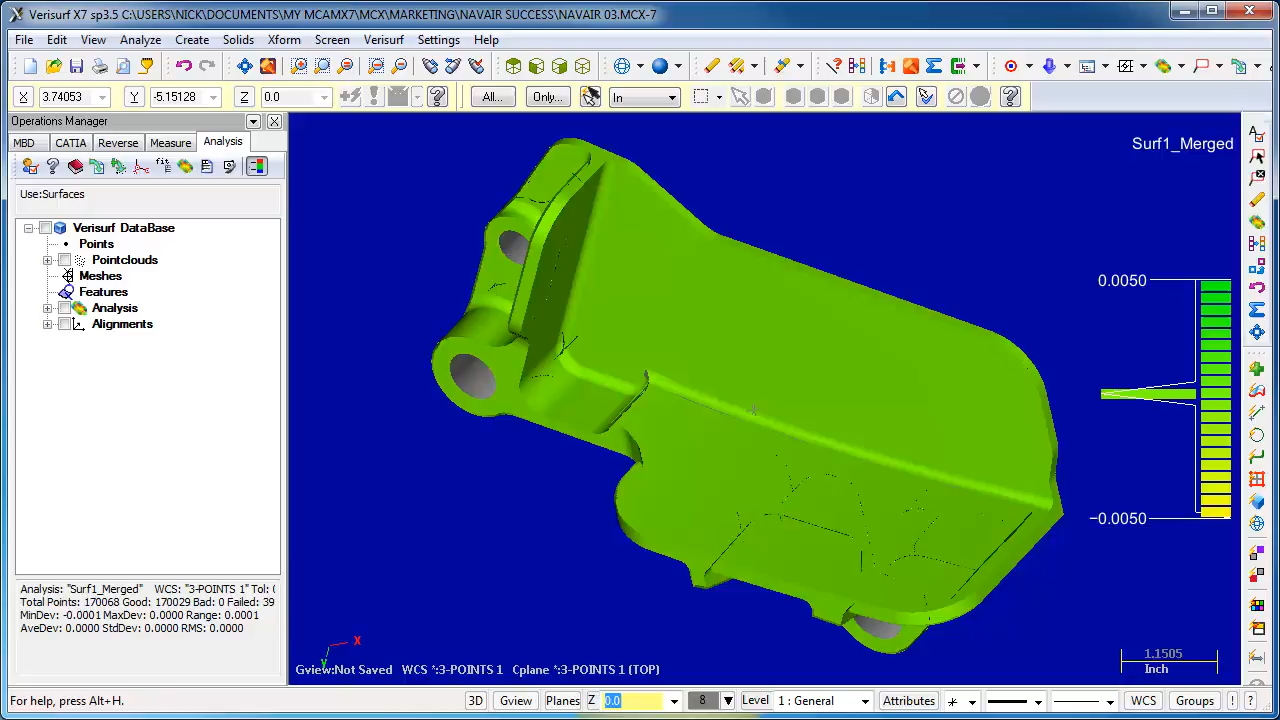 Verisurf X7 sp3.5 C:\USERS\NICK\DOCUMENTS\MY MCAMX7\MCX\MARKETING\NAVAIR SUCCESS\NAVAIR 03.MCX-7
File Edit View Analyze Create Solids Xform Screen Verisurf Settings Help
X 3.74053 Y -5.15128 Z 0.0 All... Only... In
Operations Manager
MBD CATIA Reverse Measure Analysis
Use:Surfaces
Verisurf DataBase
Points
Pointclouds
Meshes
Features
Analysis
Alignments
Analysis: "Surf1_Merged" WCS: "3-POINTS 1" Tol:
Total Points: 170068 Good: 170029 Bad: 0 Failed: 39
MinDev: -0.0001 MaxDev: 0.0000 Range: 0.0001
AveDev: 0.0000 StdDev: 0.0000 RMS: 0.0000
Surf1_Merged
0.0050
-0.0050
X
Y
Gview:Not Saved WCS *:3-POINTS 1 Cplane *:3-POINTS 1 (TOP)
1.1505
Inch
For help, press Alt+H.
3D Gview Planes Z 0.0 8 Level 1 : General Attributes WCS Groups ! ?